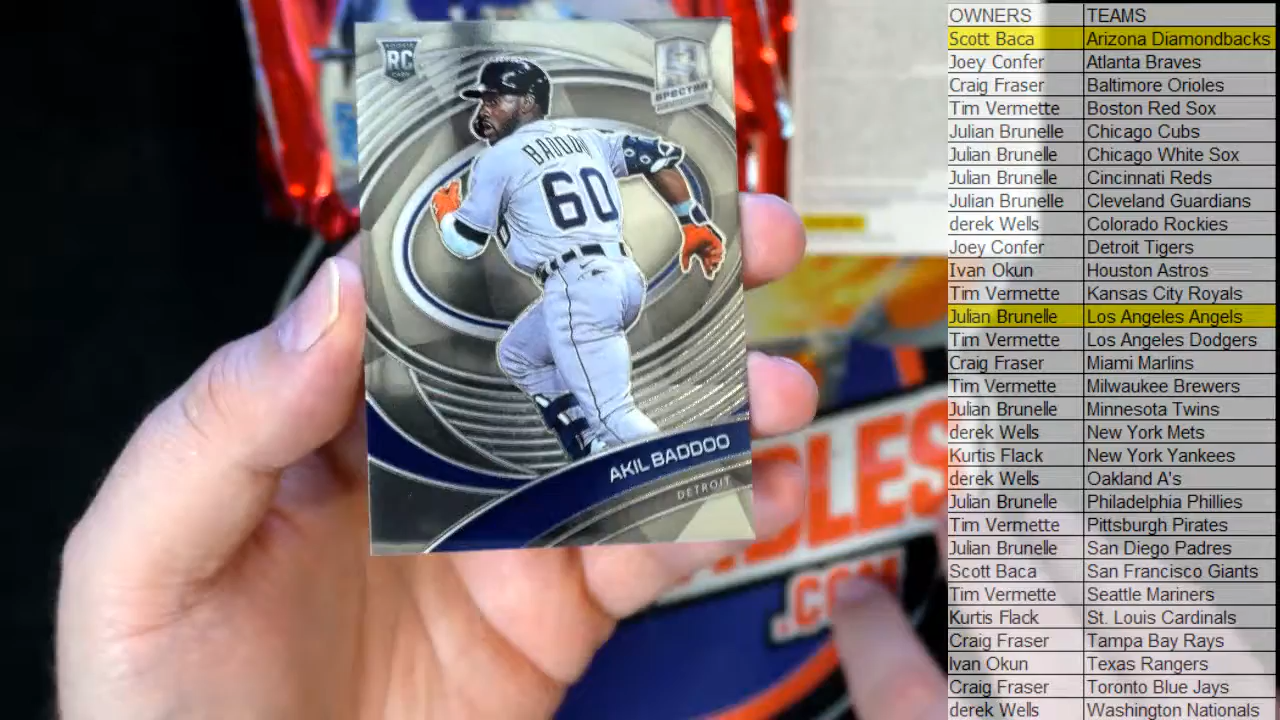 ROOKIE
RC
CARD
SPECTRA
BADDOO
60
AKIL BADDOO
DETROIT
.COM
OWNERS TEAMS
Scott Baca Arizona Diamondbacks
Joey Confer Atlanta Braves
Craig Fraser Baltimore Orioles
Tim Vermette Boston Red Sox
Julian Brunelle Chicago Cubs
Julian Brunelle Chicago White Sox
Julian Brunelle Cincinnati Reds
Julian Brunelle Cleveland Guardians
derek Wells Colorado Rockies
Joey Confer Detroit Tigers
Ivan Okun Houston Astros
Tim Vermette Kansas City Royals
Julian Brunelle Los Angeles Angels
Tim Vermette Los Angeles Dodgers
Craig Fraser Miami Marlins
Tim Vermette Milwaukee Brewers
Julian Brunelle Minnesota Twins
derek Wells New York Mets
Kurtis Flack New York Yankees
derek Wells Oakland A's
Julian Brunelle Philadelphia Phillies
Tim Vermette Pittsburgh Pirates
Julian Brunelle San Diego Padres
Scott Baca San Francisco Giants
Tim Vermette Seattle Mariners
Kurtis Flack St. Louis Cardinals
Craig Fraser Tampa Bay Rays
Ivan Okun Texas Rangers
Craig Fraser Toronto Blue Jays
derek Wells Washington Nationals